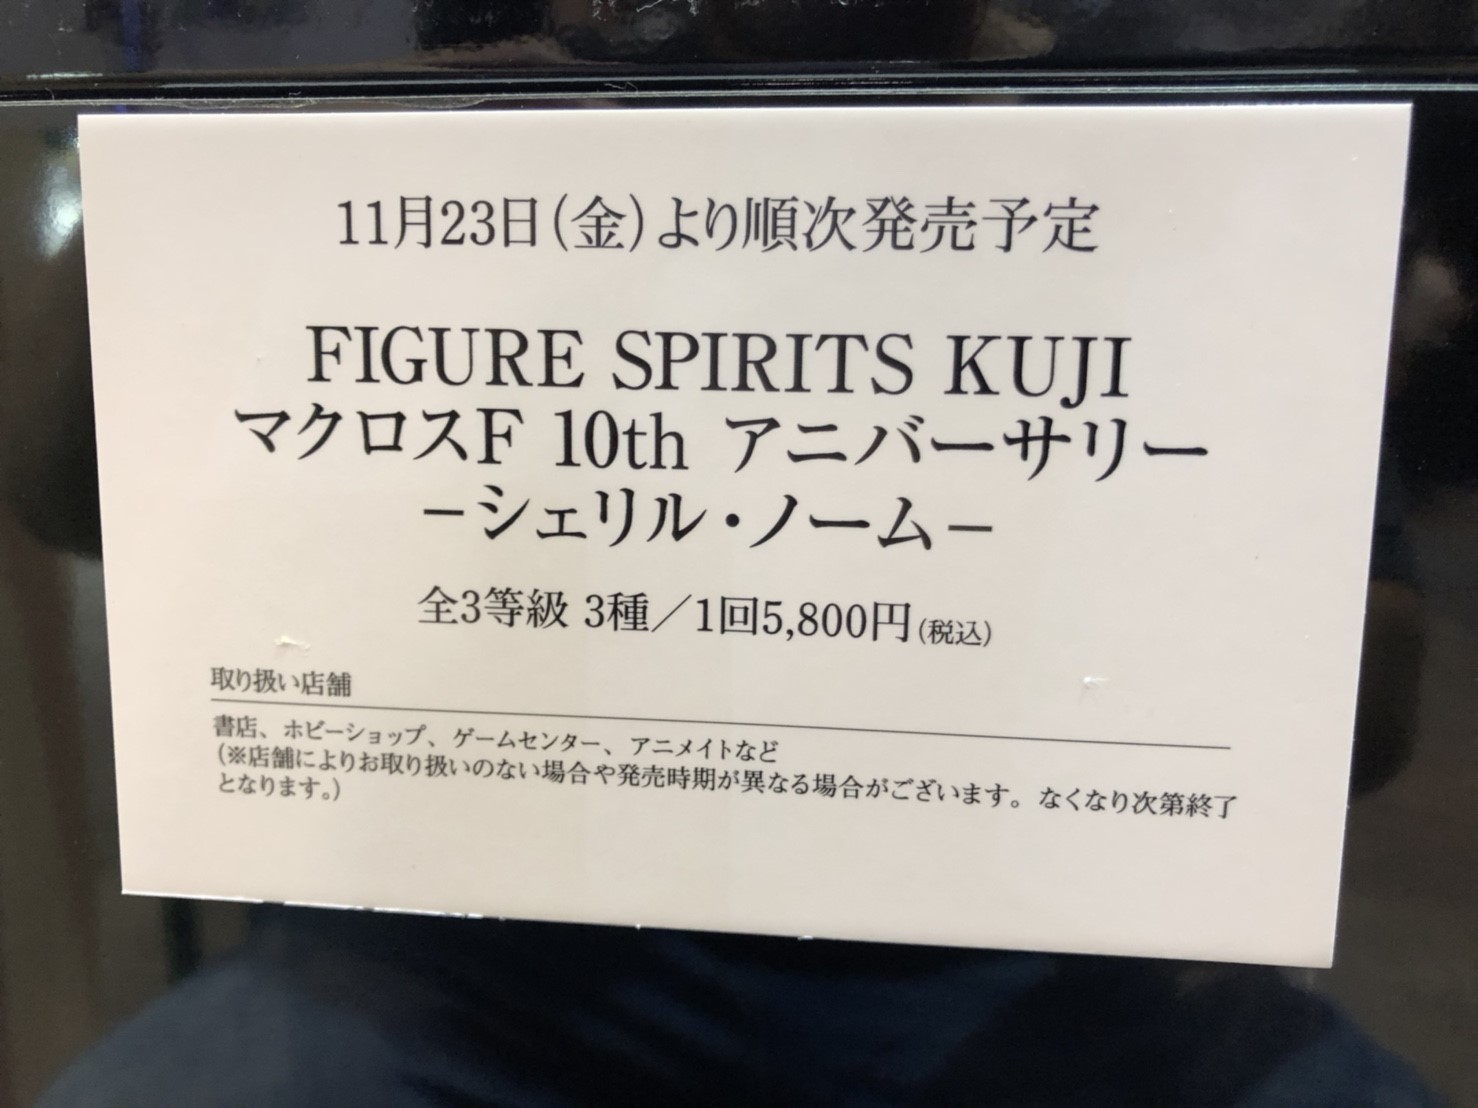 11月23日(金)より順次発売予定
FIGURE SPIRITS KUJI
マクロスF 10th アニバーサリー
－シェリル・ノーム－
全3等級 3種／1回5,800円(税込)
取り扱い店舗
書店、ホビーショップ、ゲームセンター、アニメイトなど
(※店舗によりお取り扱いのない場合や発売時期が異なる場合がございます。なくなり次第終了
となります。)